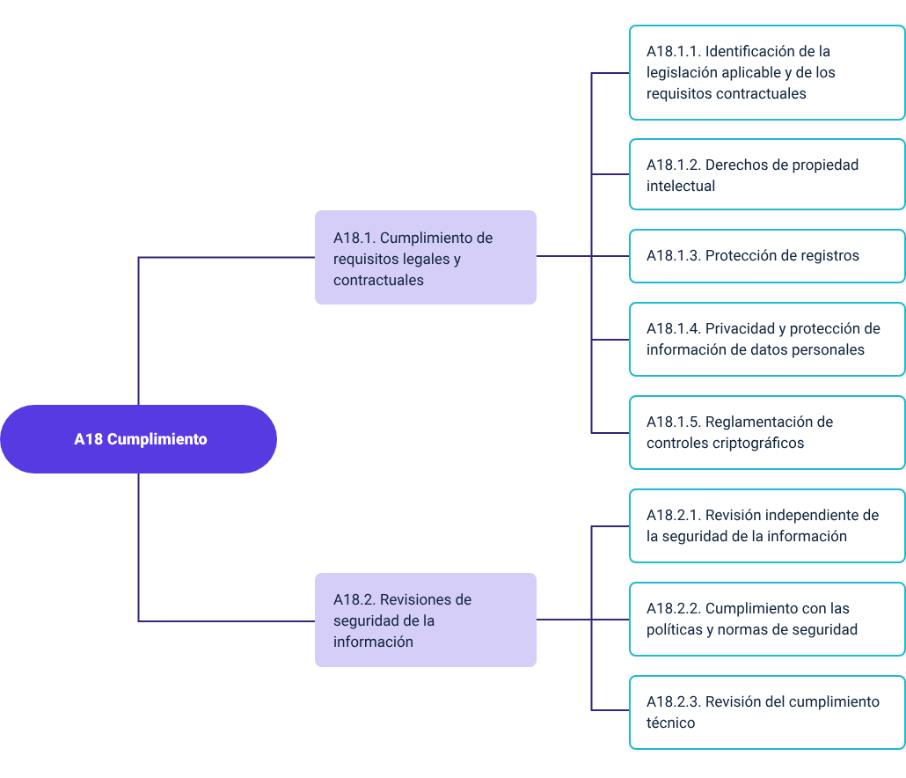 A18 Cumplimiento
A18.1. Cumplimiento de
requisitos legales y
contractuales
A18.1.1. Identificación de la
legislación aplicable y de los
requisitos contractuales
A18.1.2. Derechos de propiedad
intelectual
A18.1.3. Protección de registros
A18.1.4. Privacidad y protección de
información de datos personales
A18.1.5. Reglamentación de
controles criptográficos
A18.2. Revisiones de
seguridad de la
información
A18.2.1. Revisión independiente de
la seguridad de la información
A18.2.2. Cumplimiento con las
políticas y normas de seguridad
A18.2.3. Revisión del cumplimiento
técnico